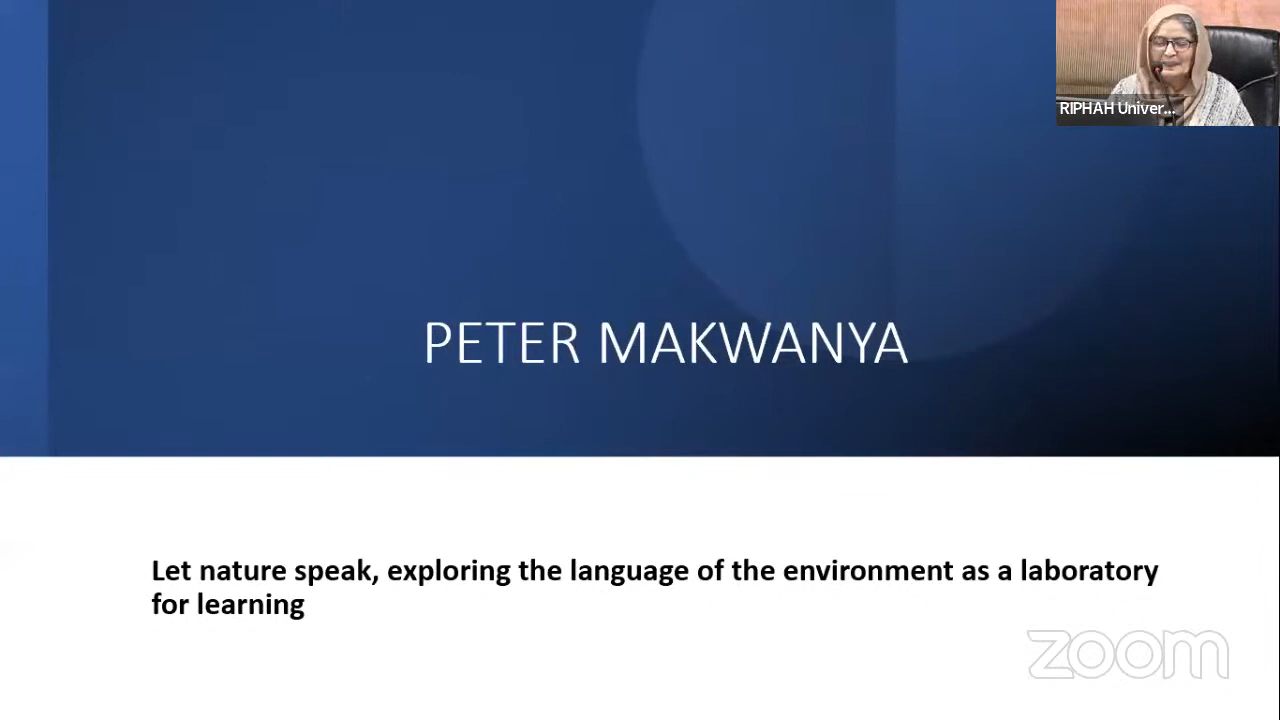 RIPHAH Univer...
PETER MAKWANYA
Let nature speak, exploring the language of the environment as a laboratory
for learning
zoom